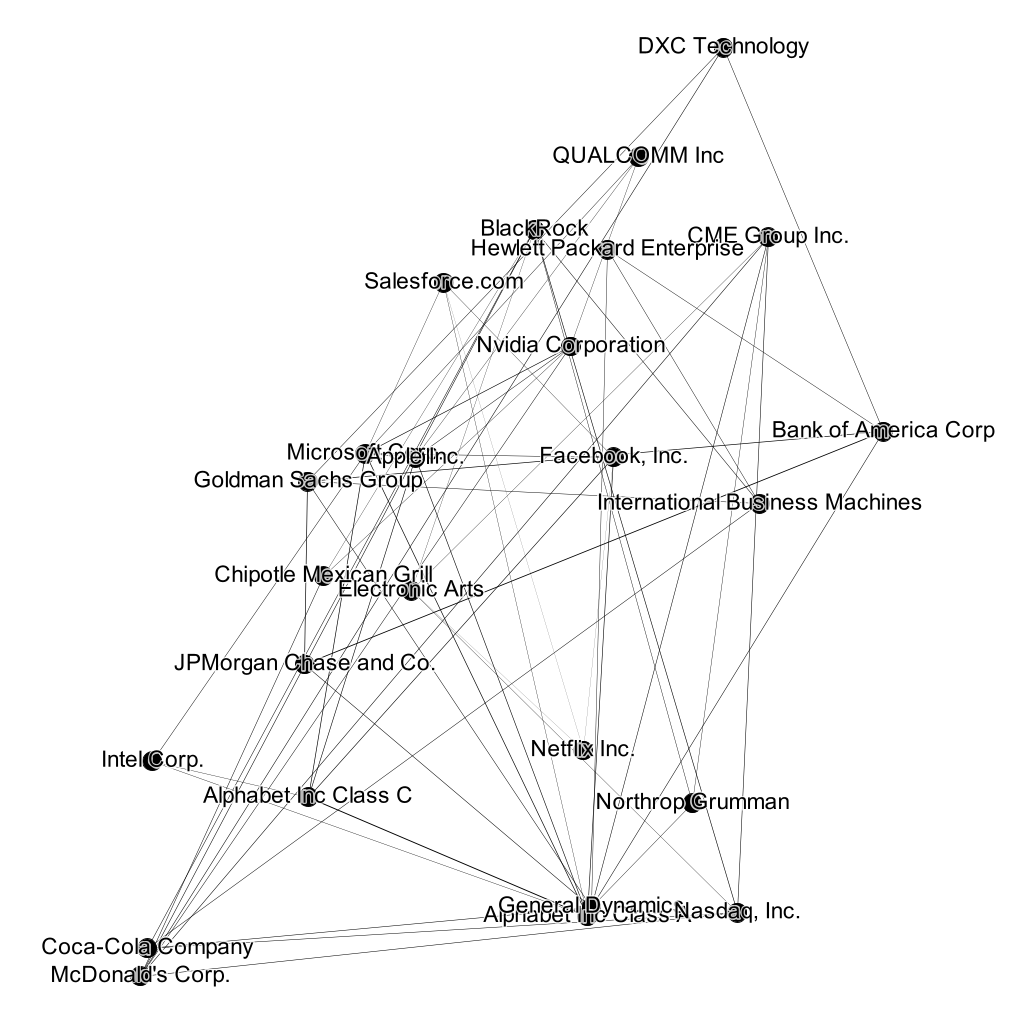 DXC Technology
QUALCOMM Inc
BlackRock
CME Group Inc.
Hewlett Packard Enterprise
Salesforce.com
Nvidia Corporation
Bank of America Corp
Microsoft Corp.
Apple Inc.
Facebook, Inc.
Goldman Sachs Group
International Business Machines
Chipotle Mexican Grill
Electronic Arts
JPMorgan Chase and Co.
Netflix Inc.
Intel Corp.
Alphabet Inc Class C
Northrop Grumman
General Dynamics
Alphabet Inc Class A
Nasdaq, Inc.
Coca-Cola Company
McDonald's Corp.